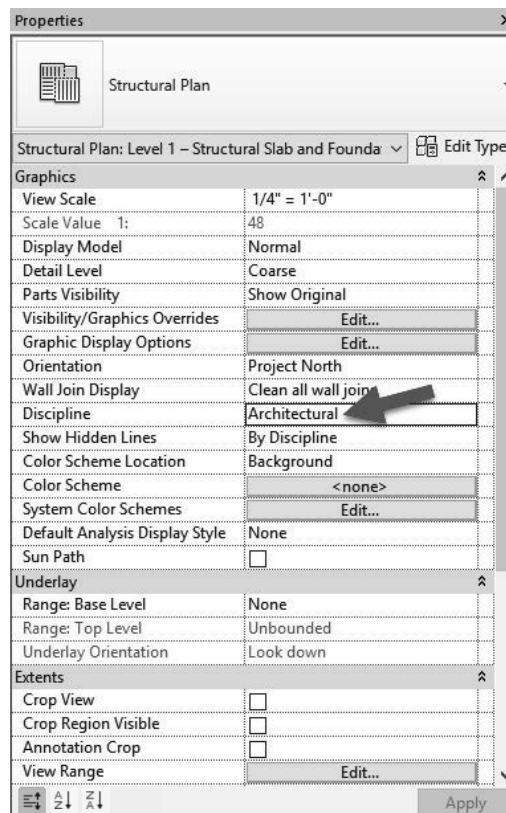 Properties
Structural Plan
Structural Plan: Level 1 – Structural Slab and Founda Edit Type
Graphics
View Scale 1/4" = 1'-0"
Scale Value 1: 48
Display Model Normal
Detail Level Coarse
Parts Visibility Show Original
Visibility/Graphics Overrides Edit...
Graphic Display Options Edit...
Orientation Project North
Wall Join Display Clean all wall joins
Discipline Architectural
Show Hidden Lines By Discipline
Color Scheme Location Background
Color Scheme <none>
System Color Schemes Edit...
Default Analysis Display Style None
Sun Path
Underlay
Range: Base Level None
Range: Top Level Unbounded
Underlay Orientation Look down
Extents
Crop View
Crop Region Visible
Annotation Crop
View Range Edit...
Apply